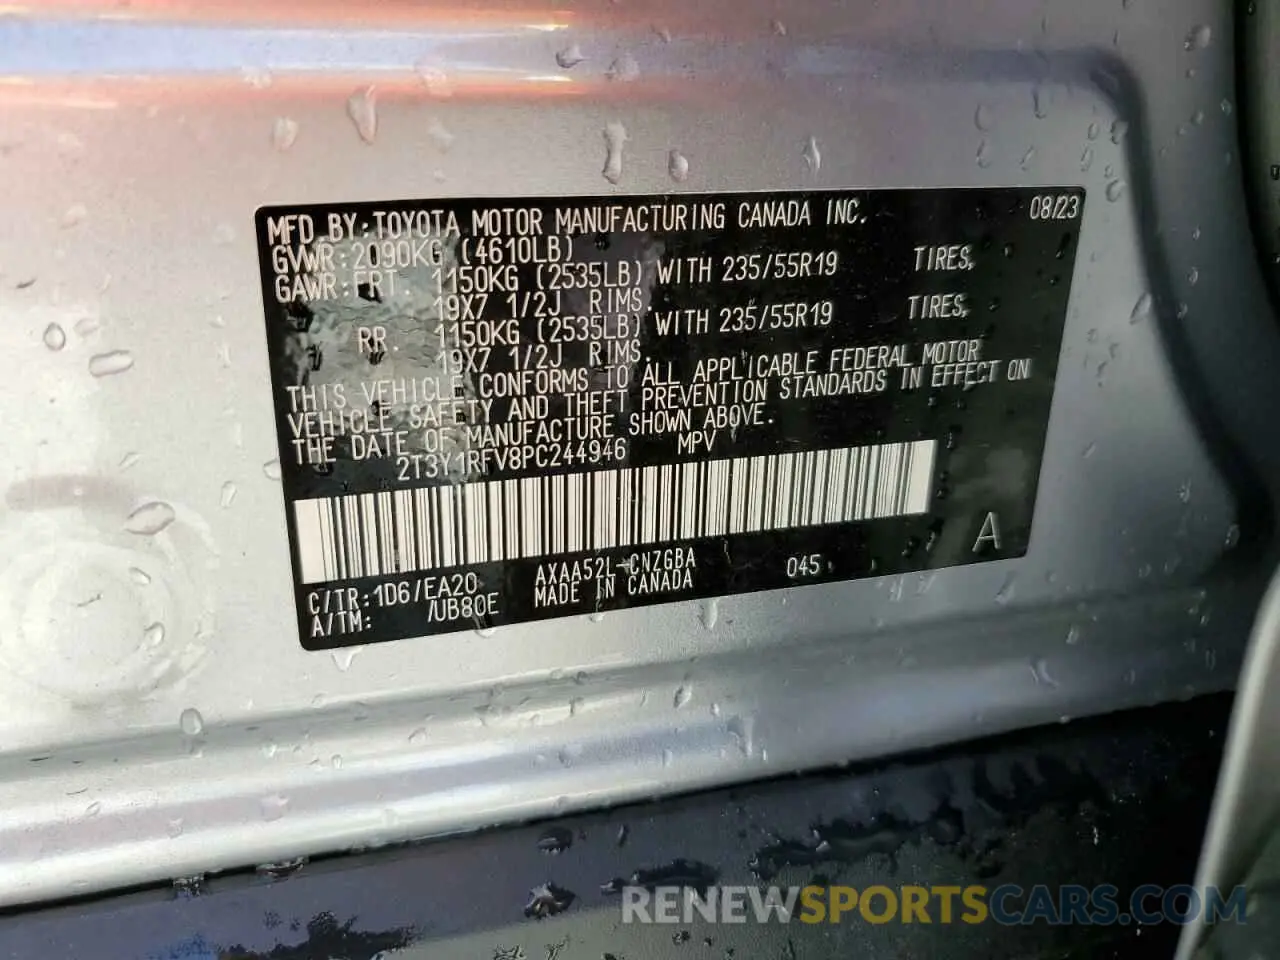 MFD BY:TOYOTA MOTOR MANUFACTURING CANADA INC. 08/23
GVWR:2090KG (4610LB)
GAWR:FRT. 1150KG (2535LB) WITH 235/55R19 TIRES,
19X7 1/2J RIMS.
RR. 1150KG (2535LB) WITH 235/55R19 TIRES,
19X7 1/2J RIMS.
THIS VEHICLE CONFORMS TO ALL APPLICABLE FEDERAL MOTOR
VEHICLE SAFETY AND THEFT PREVENTION STANDARDS IN EFFECT ON
THE DATE OF MANUFACTURE SHOWN ABOVE.
2T3Y1RFV8PC244946 MPV
C/TR:1D6/EA20 AXAA52L-CNZGBA 045 A
A/TM: /UB80E MADE IN CANADA
RENEWSPORTSCARS.COM